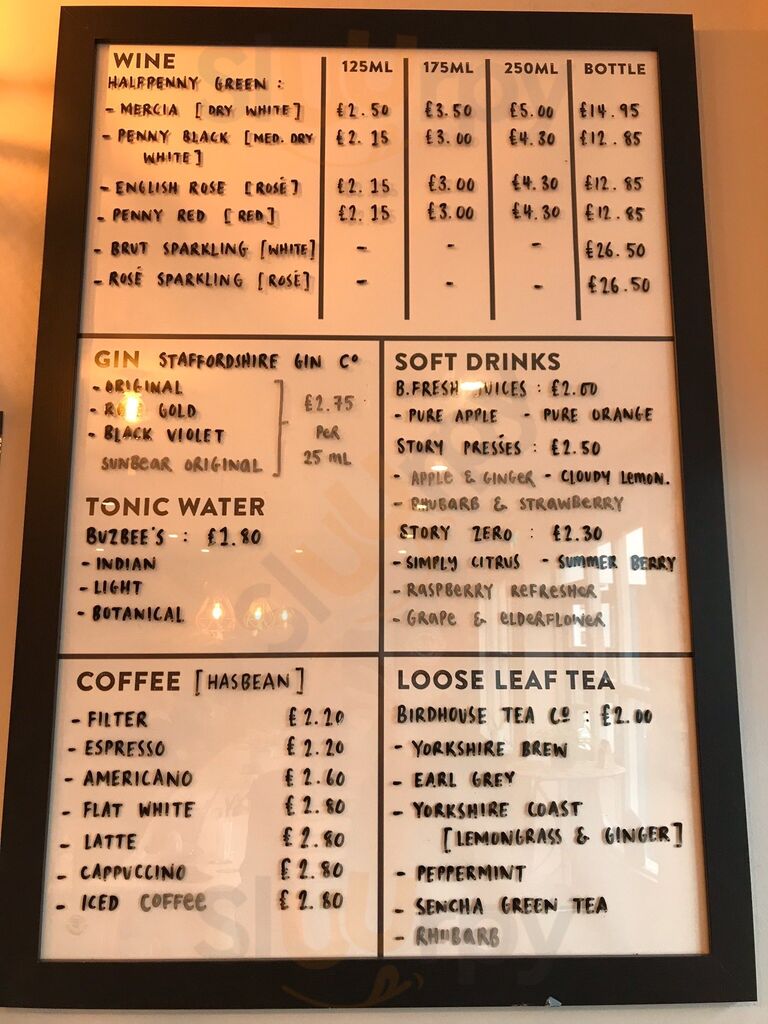 WINE 125ML 175ML 250ML BOTTLE
HALFPENNY GREEN :
- MERCIA [DRY WHITE] £2.50 £3.50 £5.00 £14.95
- PENNY BLACK [MED. DRY £2.15 £3.00 £4.30 £12.85
WHITE]
- ENGLISH ROSE [ROSÉ] £2.15 £3.00 £4.30 £12.85
- PENNY RED [RED] £2.15 £3.00 £4.30 £12.85
- BRUT SPARKLING [WHITE] - - - £26.50
- ROSÉ SPARKLING [ROSÉ] - - - £26.50
GIN STAFFORDSHIRE GIN Cº
- ORIGINAL
- ROSE GOLD £2.75
- BLACK VIOLET PER
SUNBEAR ORIGINAL 25 ML
TONIC WATER
BUZBEE'S : £1.80
- INDIAN
- LIGHT
- BOTANICAL
SOFT DRINKS
B.FRESH JUICES : £2.00
- PURE APPLE - PURE ORANGE
STORY PRESSÉS : £2.50
- APPLE & GINGER - CLOUDY LEMON.
- RHUBARB & STRAWBERRY
STORY ZERO : £2.30
- SIMPLY CITRUS - SUMMER BERRY
- RASPBERRY REFRESHER
- GRAPE & ELDERFLOWER
COFFEE [HASBEAN]
- FILTER £2.20
- ESPRESSO £2.20
- AMERICANO £2.60
- FLAT WHITE £2.80
- LATTE £2.80
- CAPPUCCINO £2.80
- ICED COFFEE £2.80
LOOSE LEAF TEA
BIRDHOUSE TEA Cº : £2.00
- YORKSHIRE BREW
- EARL GREY
- YORKSHIRE COAST
[LEMONGRASS & GINGER]
- PEPPERMINT
- SENCHA GREEN TEA
- RHUBARB
sluurpy
sluurpy
sluurpy